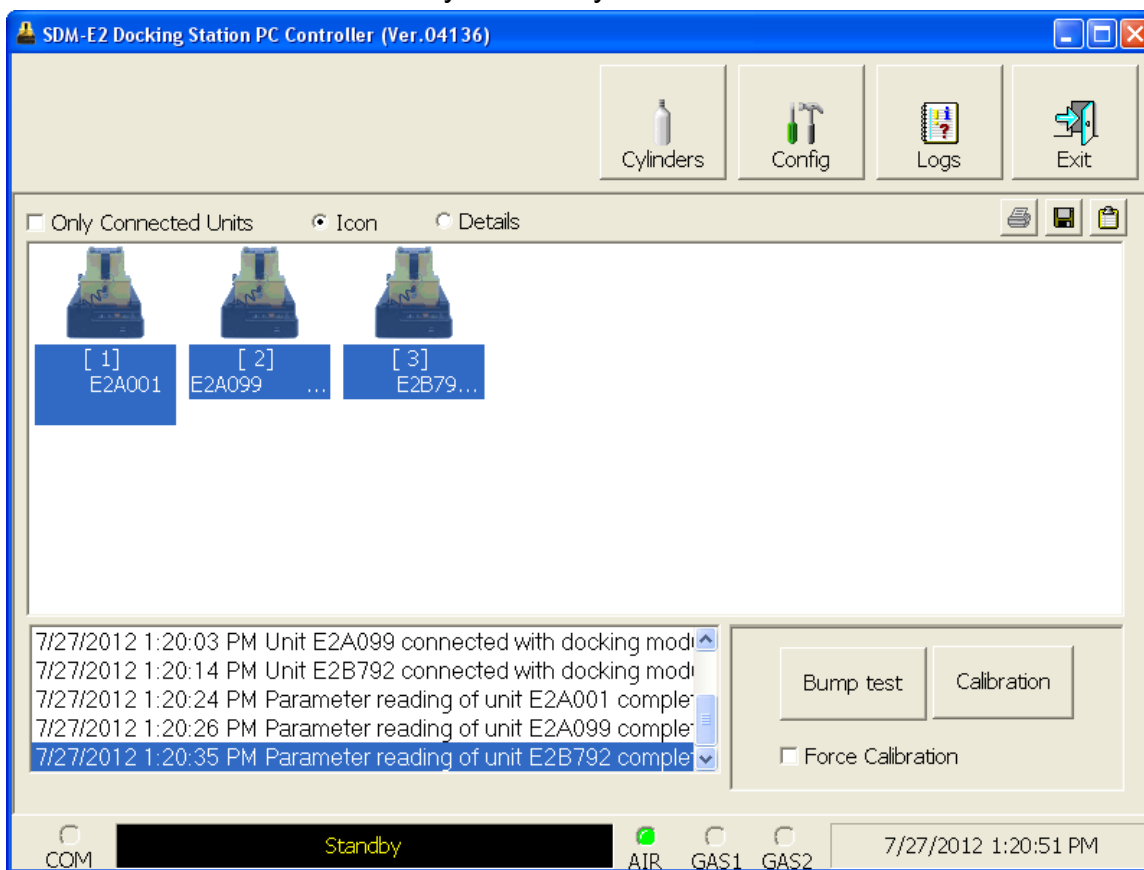 SDM-E2 Docking Station PC Controller (Ver.04136)
Cylinders Config Logs Exit
Only Connected Units Icon Details
[ 1] [ 2] [ 3]
E2A001 E2A099 ... E2B79...
7/27/2012 1:20:03 PM Unit E2A099 connected with docking
7/27/2012 1:20:14 PM Unit E2B792 connected with docking
7/27/2012 1:20:24 PM Parameter reading of unit E2A001
7/27/2012 1:20:26 PM Parameter reading of unit E2A099
7/27/2012 1:20:35 PM Parameter reading of unit E2B792
Bump test Calibration
Force Calibration
COM Standby AIR GAS1 GAS2 7/27/2012 1:20:51 PM